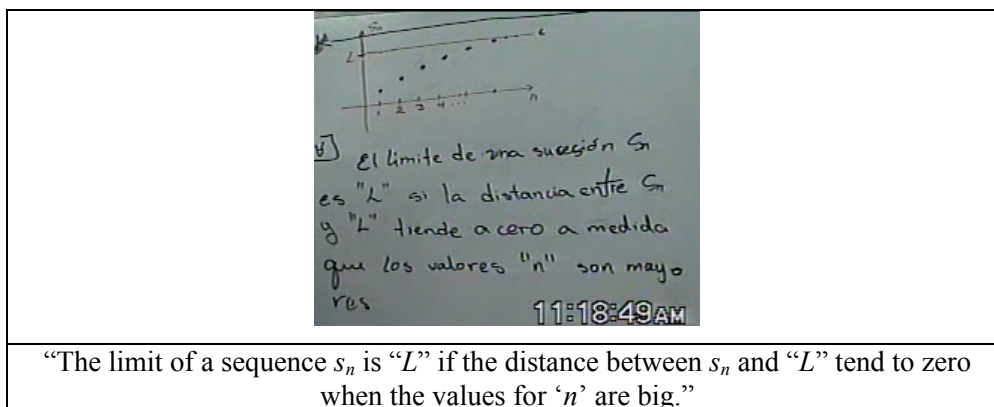 Sn
L
L
1 2 3 4 ...
n
El límite de una sucesión Sn
es "L" si la distancia entre Sn
y "L" tiende a cero a medida
que los valores "n" son mayo
res
11:18:49AM
“The limit of a sequence sn is “L” if the distance between sn and “L” tend to zero
when the values for ‘n’ are big.”